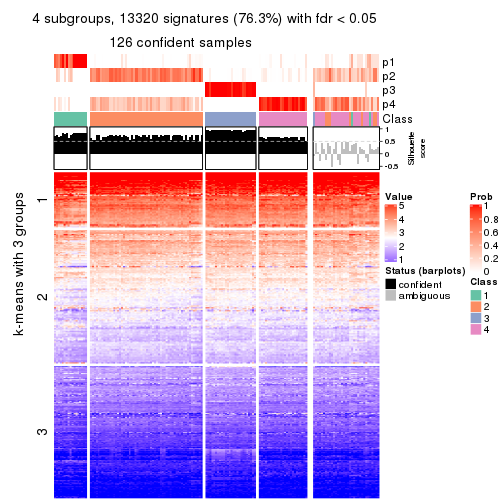 4 subgroups, 13320 signatures (76.3%) with fdr < 0.05
126 confident samples
p1
p2
p3
p4
Class
1
0.5
0
-0.5
Silhouette
score
k-means with 3 groups
1
2
3
Value
5
4
3
2
1
Status (barplots)
confident
ambiguous
Prob
1
0.8
0.6
0.4
0.2
0
Class
1
2
3
4